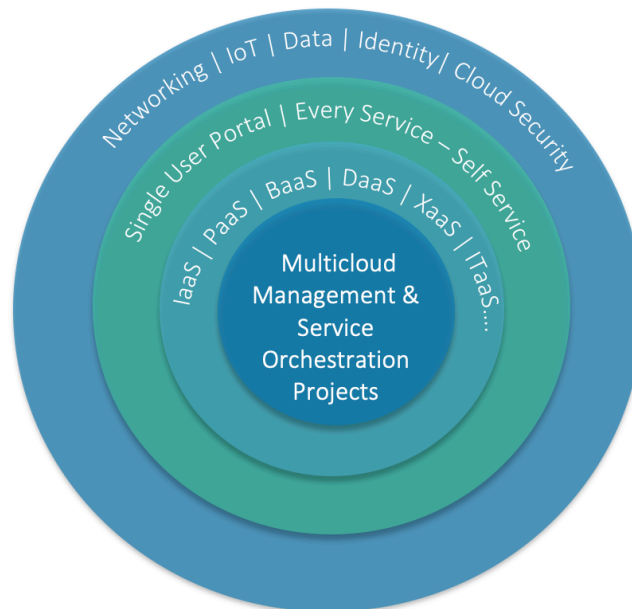 Networking | IoT | Data | Identity| Cloud Security
Single User Portal | Every Service – Self Service
IaaS | PaaS | BaaS | DaaS | XaaS | ITaaS....
Multicloud
Management &
Service
Orchestration
Projects